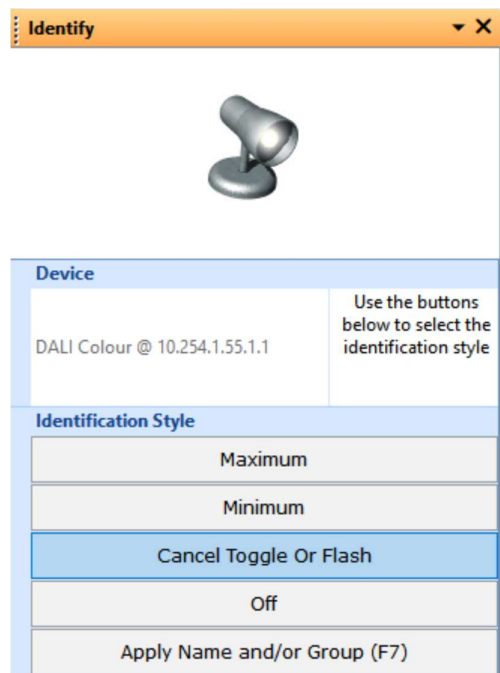 Identify
Device
DALI Colour @ 10.254.1.55.1.1
Use the buttons
below to select the
identification style
Identification Style
Maximum
Minimum
Cancel Toggle Or Flash
Off
Apply Name and/or Group (F7)